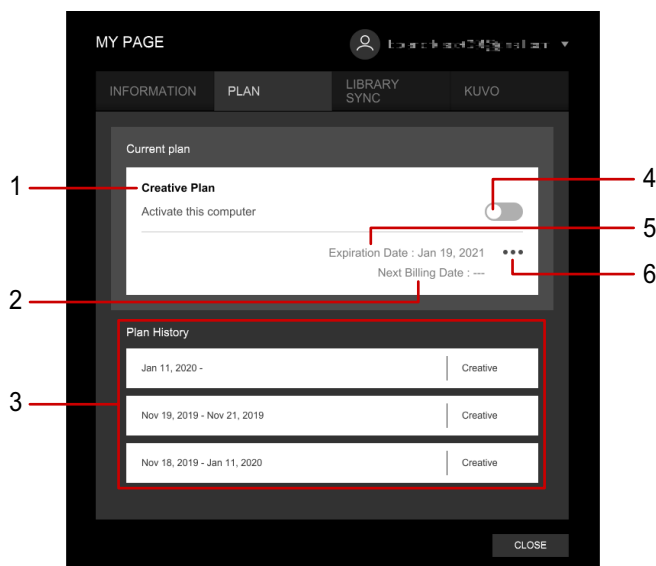 MY PAGE
INFORMATION
PLAN
LIBRARY
SYNC
KUVO
Current plan
1
Creative Plan
4
Activate this computer
5
Expiration Date : Jan 19, 2021
6
Next Billing Date : ---
2
Plan History
Jan 11, 2020 -
Creative
3
Nov 19, 2019 - Nov 21, 2019
Creative
Nov 18, 2019 - Jan 11, 2020
Creative
CLOSE